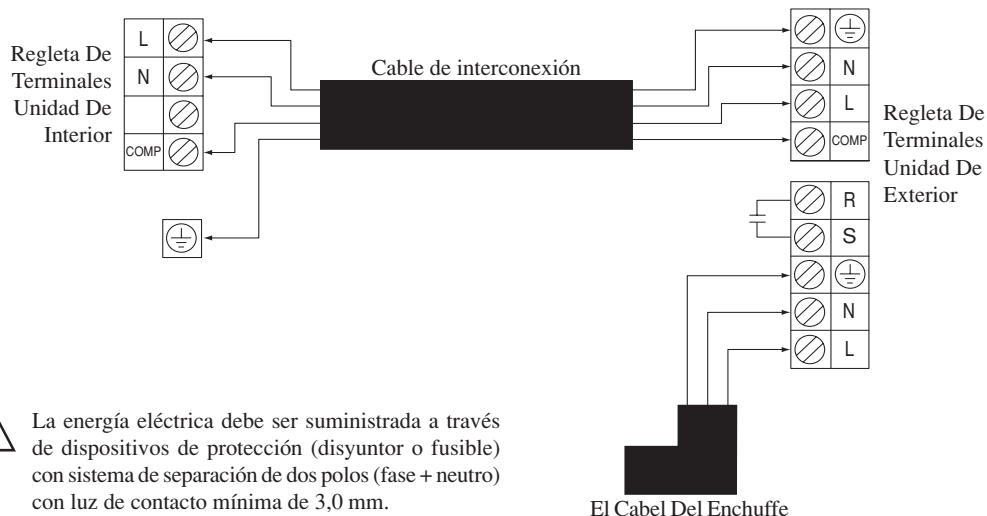 Regleta De
Terminales
Unidad De
Interior
L
N
COMP
Cable de interconexión
N
L
COMP
R
S
N
L
Regleta De
Terminales
Unidad De
Exterior
La energía eléctrica debe ser suministrada a través
de dispositivos de protección (disyuntor o fusible)
con sistema de separación de dos polos (fase + neutro)
con luz de contacto mínima de 3,0 mm.
El Cabel Del Enchuffe